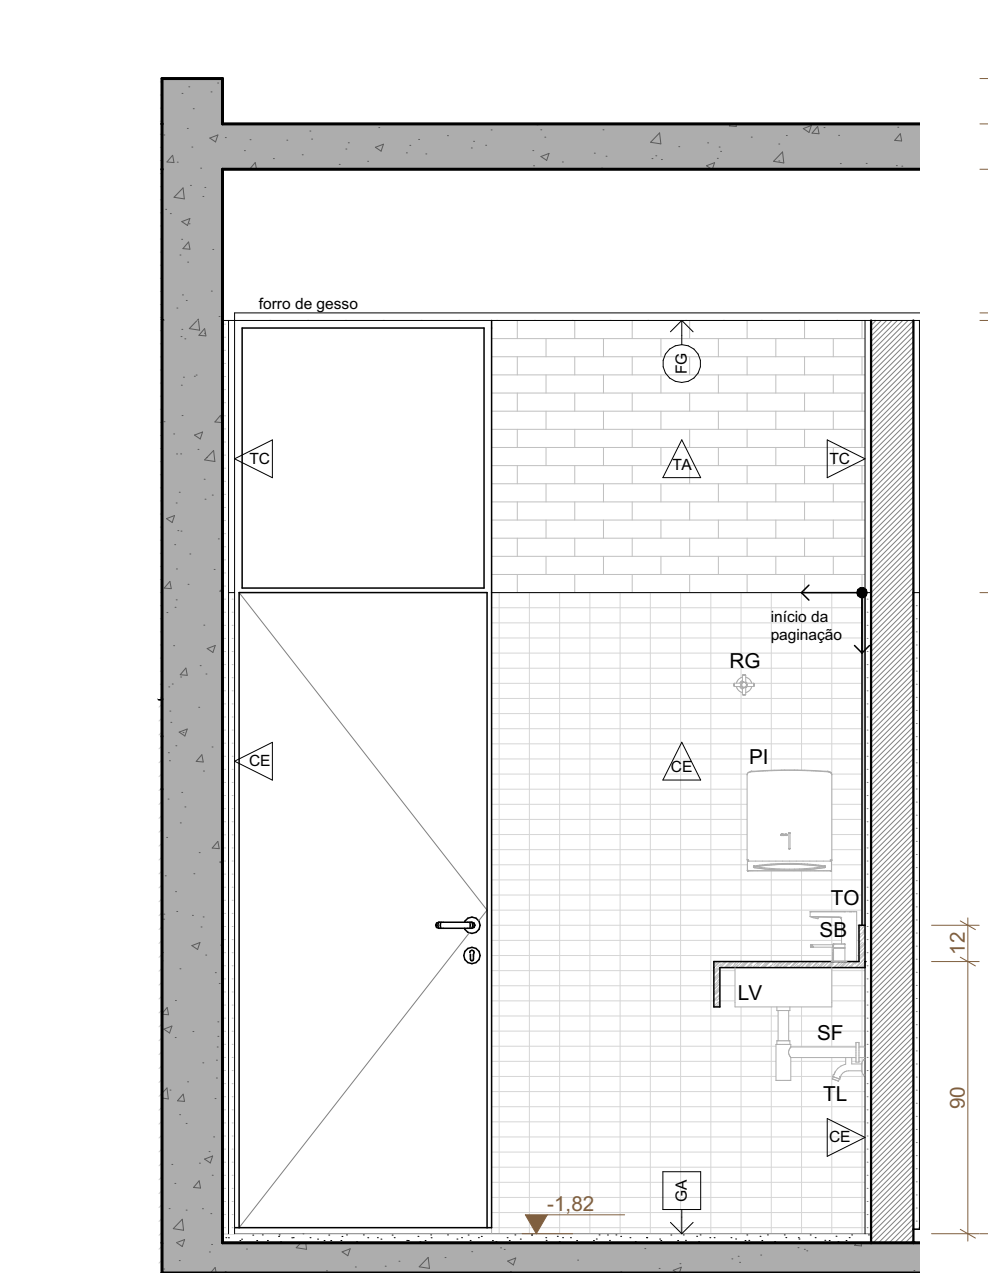 forro de gesso
FG
TC
TA
TC
início da
paginação
RG
CE
CE
PI
TO
SB
12
LV
SF
TL
90
CE
GA
-1,82